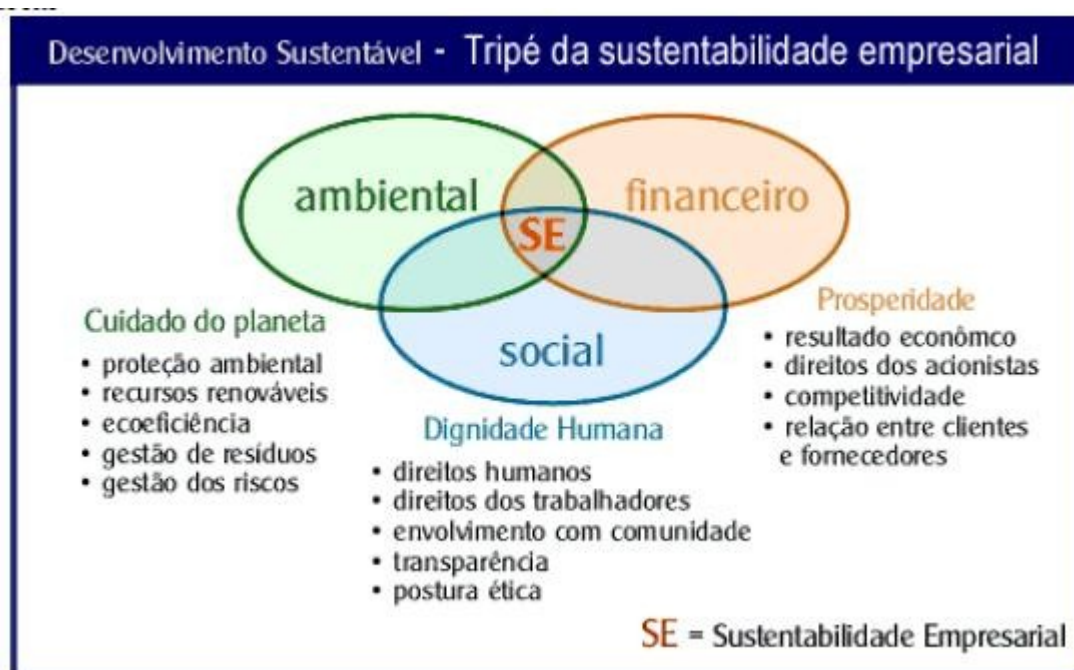 Desenvolvimento Sustentável - Tripé da sustentabilidade empresarial
ambiental
financeiro
SE
social
Cuidado do planeta
• proteção ambiental
• recursos renováveis
• ecoeficiência
• gestão de resíduos
• gestão dos riscos
Dignidade Humana
• direitos humanos
• direitos dos trabalhadores
• envolvimento com comunidade
• transparência
• postura ética
Prosperidade
• resultado econômco
• direitos dos acionistas
• competitividade
• relação entre clientes
e fornecedores
SE = Sustentabilidade Empresarial